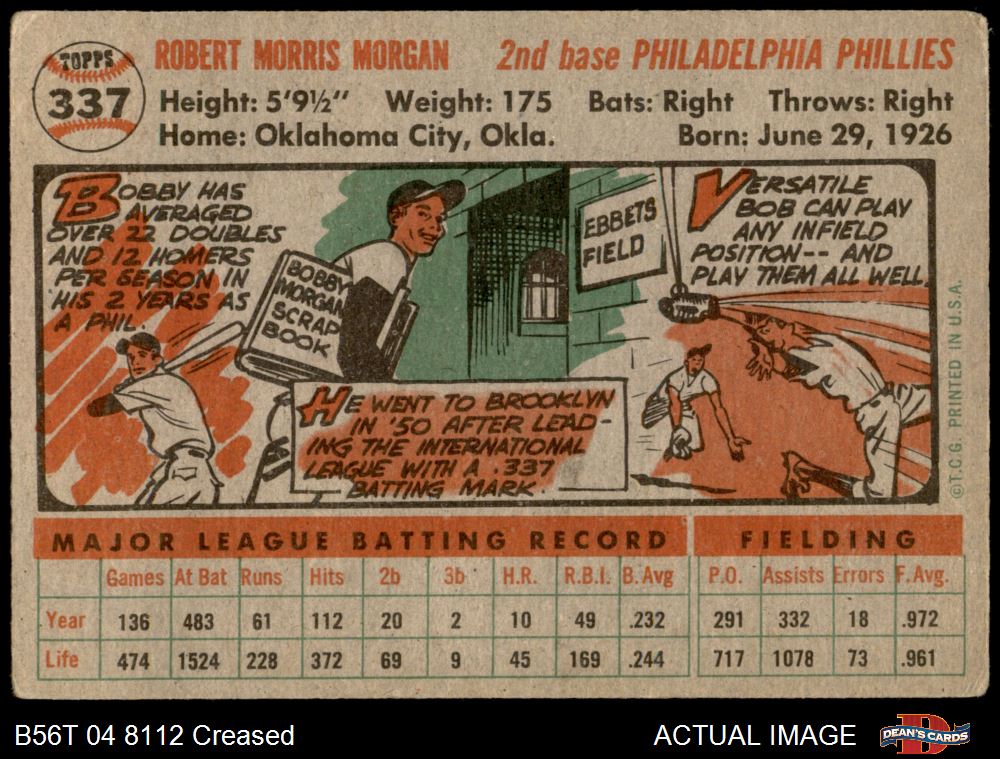 TOPPS
337
ROBERT MORRIS MORGAN 2nd base PHILADELPHIA PHILLIES
Height: 5'9½" Weight: 175 Bats: Right Throws: Right
Home: Oklahoma City, Okla. Born: June 29, 1926
BOBBY HAS
AVERAGED
OVER 22 DOUBLES
AND 12 HOMERS
PER SEASON IN
HIS 2 YEARS AS
A PHIL.
BOBBY
MORGAN
SCRAP
BOOK
EBBETS
FIELD
HE WENT TO BROOKLYN
IN '50 AFTER LEAD-
ING THE INTERNATIONAL
LEAGUE WITH A .337
BATTING MARK.
VERSATILE
BOB CAN PLAY
ANY INFIELD
POSITION-- AND
PLAY THEM ALL WELL.
©T.C.G. PRINTED IN U.S.A.
MAJOR LEAGUE BATTING RECORD FIELDING
Games At Bat Runs Hits 2b 3b H.R. R.B.I. B. Avg P.O. Assists Errors F. Avg.
Year 136 483 61 112 20 2 10 49 .232 291 332 18 .972
Life 474 1524 228 372 69 9 45 169 .244 717 1078 73 .961
B56T 04 8112 Creased ACTUAL IMAGE
DEAN'S CARDS